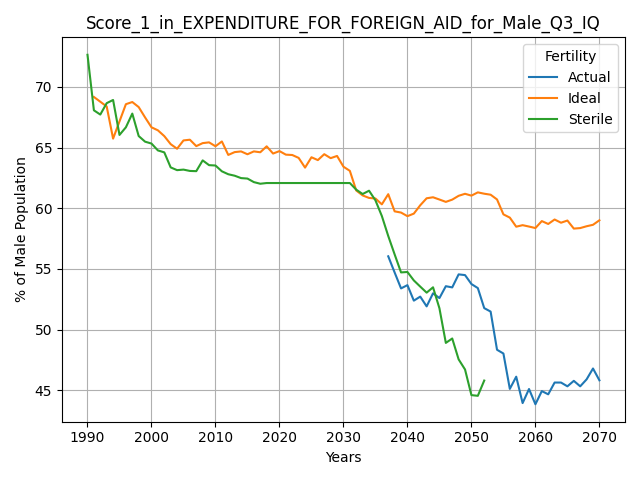 Score_1_in_EXPENDITURE_FOR_FOREIGN_AID_for_Male_Q3_IQ
Fertility
Actual
Ideal
Sterile
% of Male Population
70
65
60
55
50
45
1990 2000 2010 2020 2030 2040 2050 2060 2070
Years